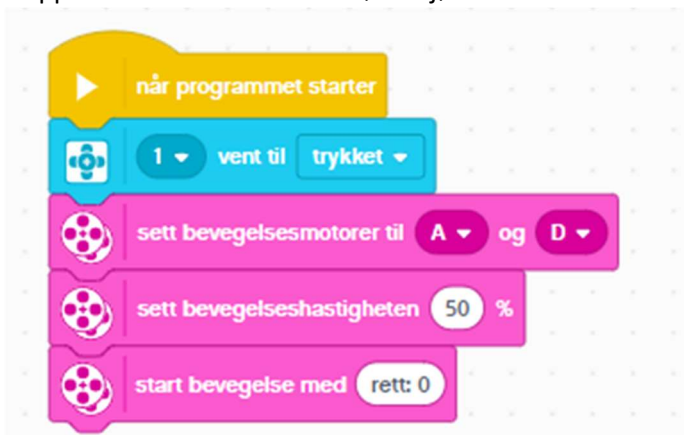 når programmet starter
1 vent til trykket
sett bevegelsesmotorer til A og D
sett bevegelseshastigheten 50 %
start bevegelse med rett: 0